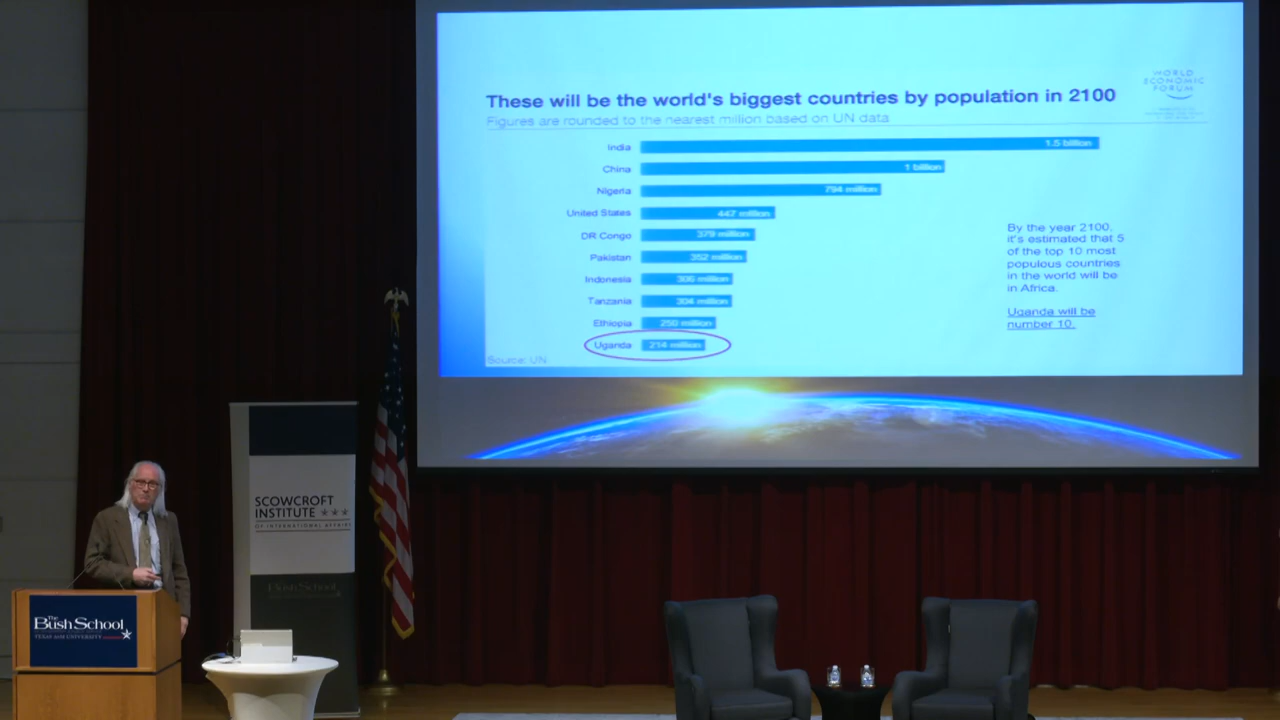 WORLD
ECONOMIC
FORUM
These will be the world's biggest countries by population in 2100
Figures are rounded to the nearest million based on UN data
India 1.5 billion
China 1 billion
Nigeria 794 million
United States 447 million
DR Congo 379 million
Pakistan 352 million
Indonesia 306 million
Tanzania 304 million
Ethiopia 250 million
Uganda 214 million
Source: UN
By the year 2100,
it's estimated that 5
of the top 10 most
populous countries
in the world will be
in Africa.
Uganda will be
number 10.
SCOWCROFT
INSTITUTE
OF INTERNATIONAL AFFAIRS
The Bush School
The
Bush School
TEXAS A&M UNIVERSITY